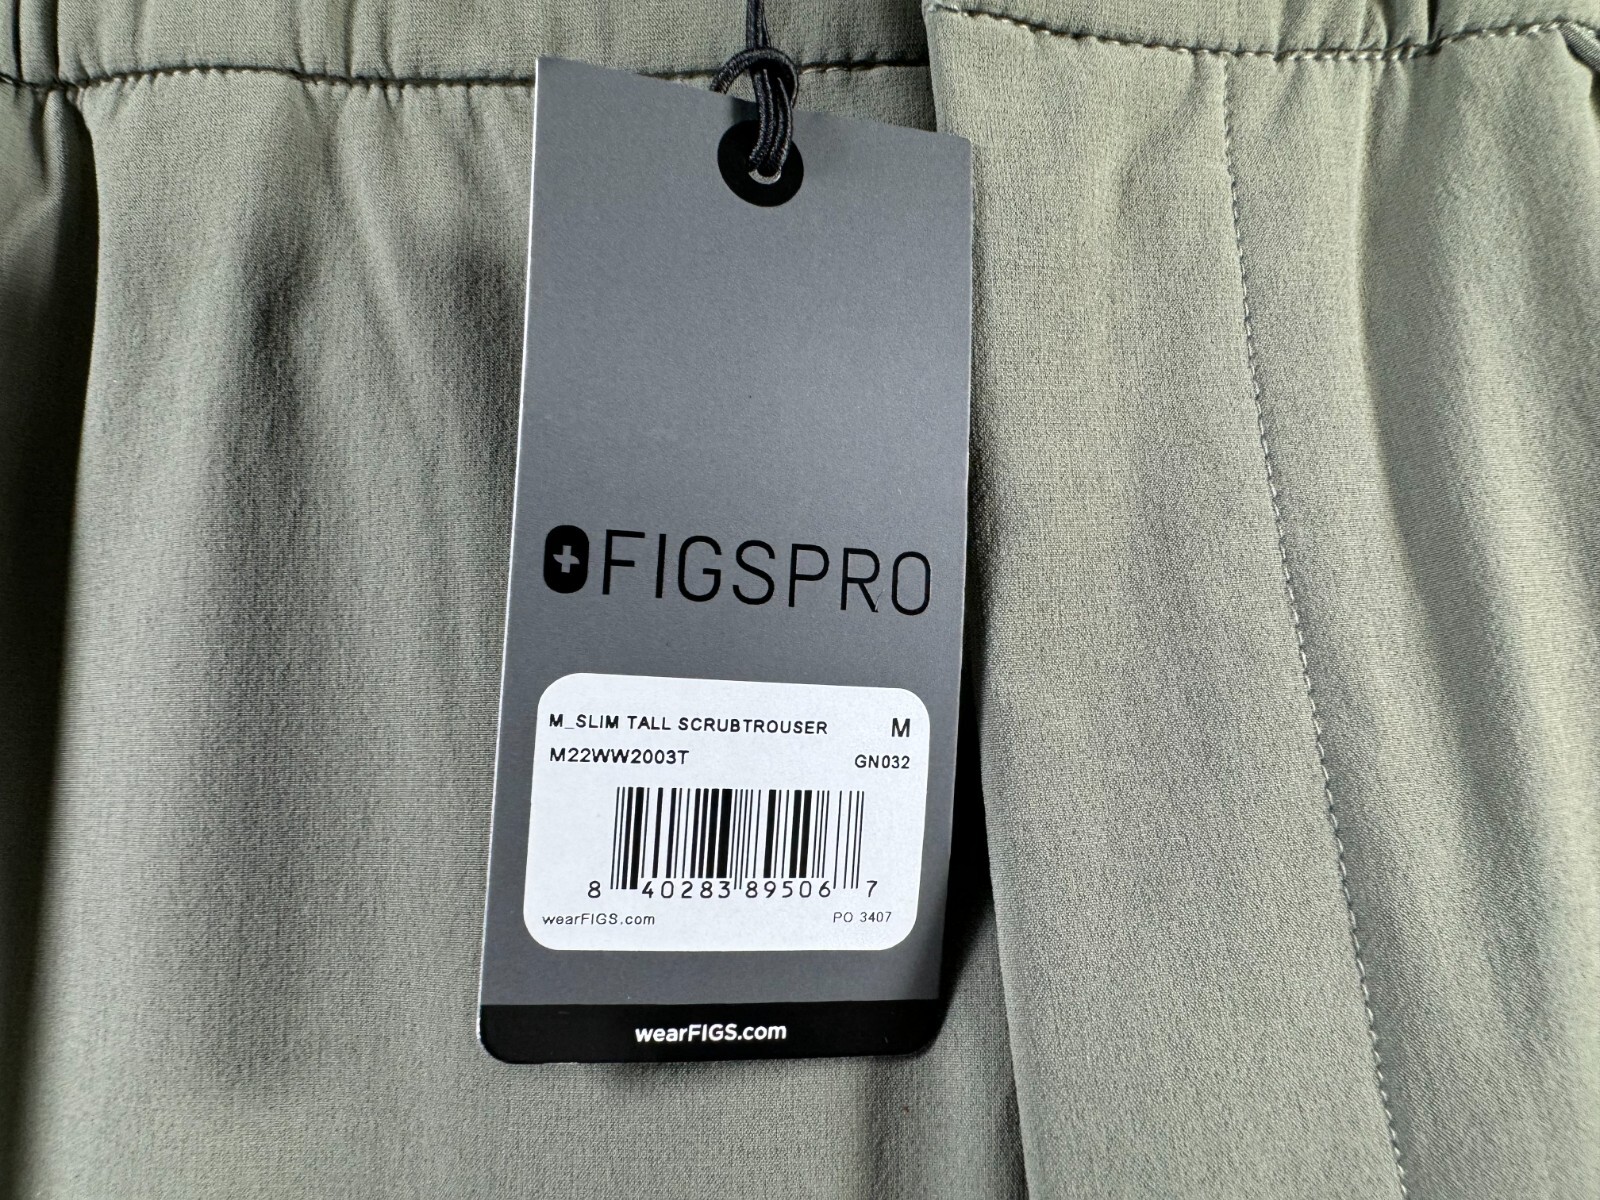 FIGSPRO
M_SLIM TALL SCRUBTROUSER M
M22WW2003T GN032
8 40283 89506 7
wearFIGS.com PO 3407
wearFIGS.com